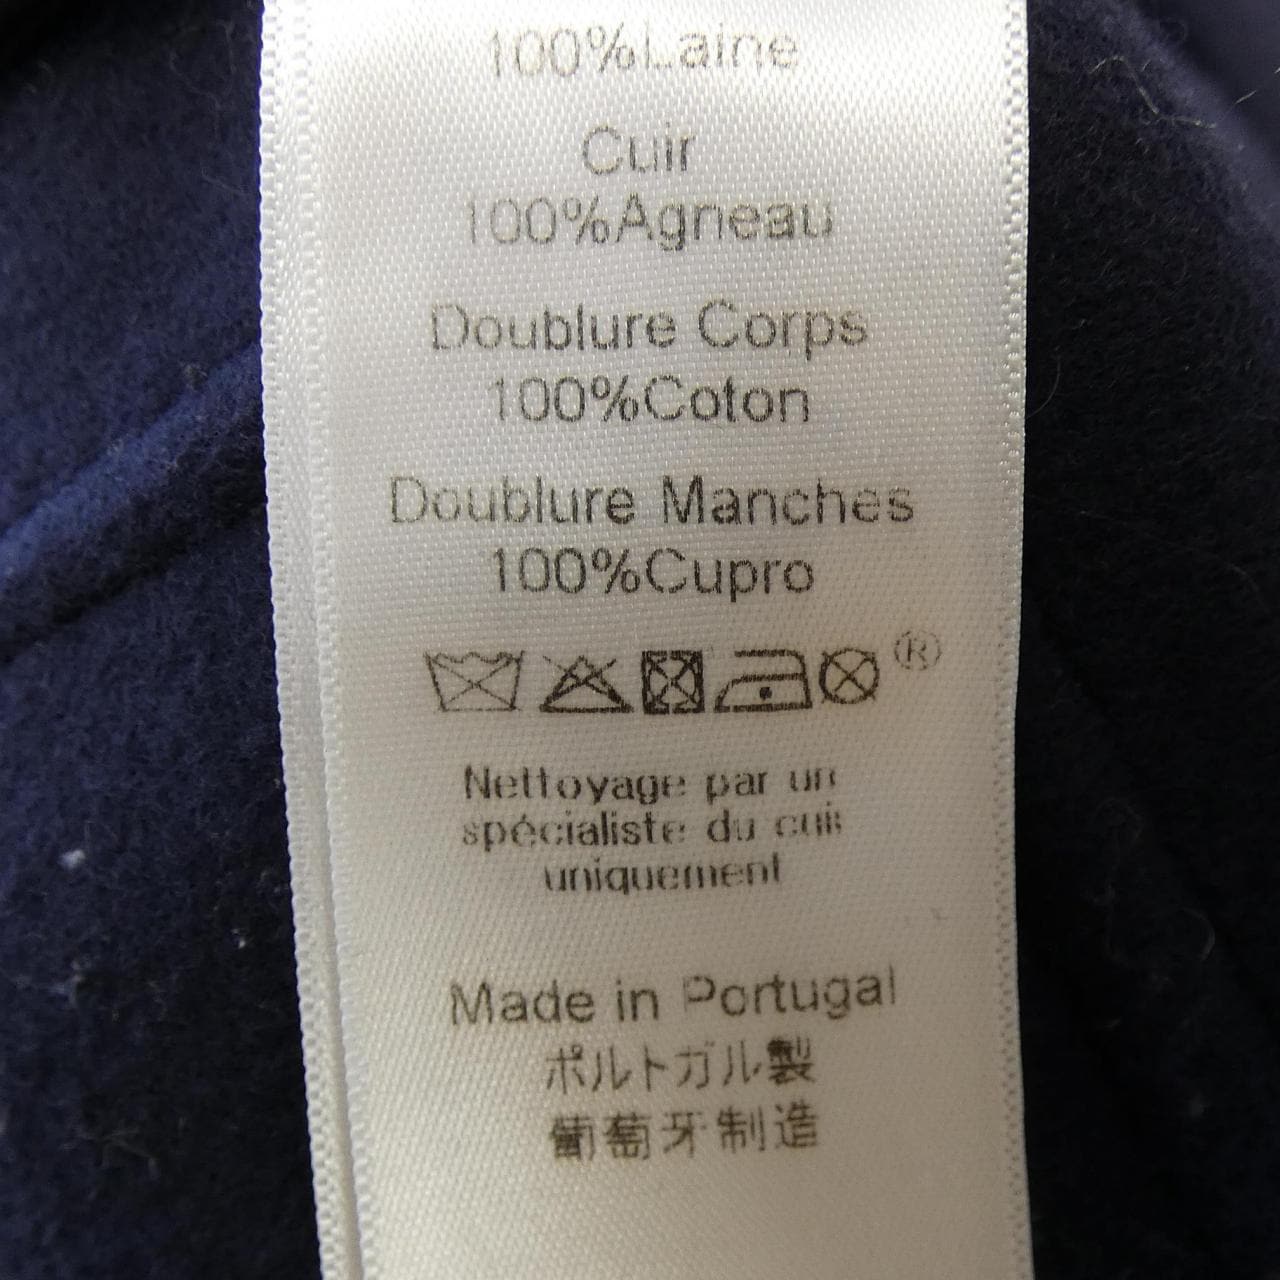 100%Laine
Cuir
100%Agneau
Doublure Corps
100%Coton
Doublure Manches
100%Cupro
®
Nettoyage par un
spécialiste du cuir
uniquement
Made in Portugal
ポルトガル製
葡萄牙制造